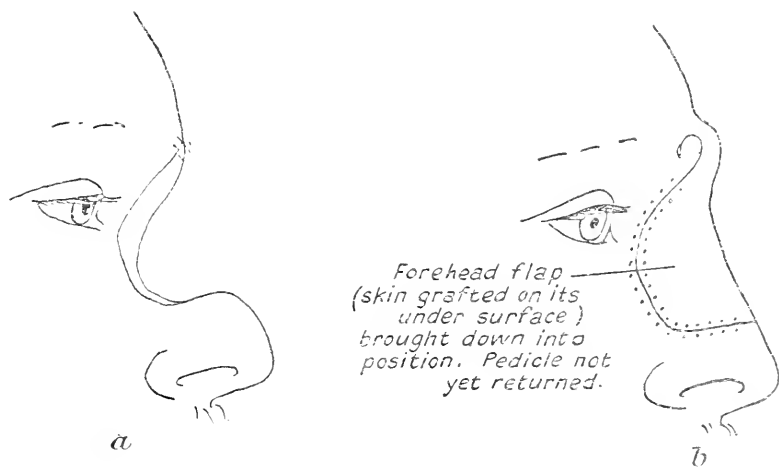 Forehead flap
(skin grafted on its
under surface)
brought down into
position. Pedicle not
yet returned.
a
b